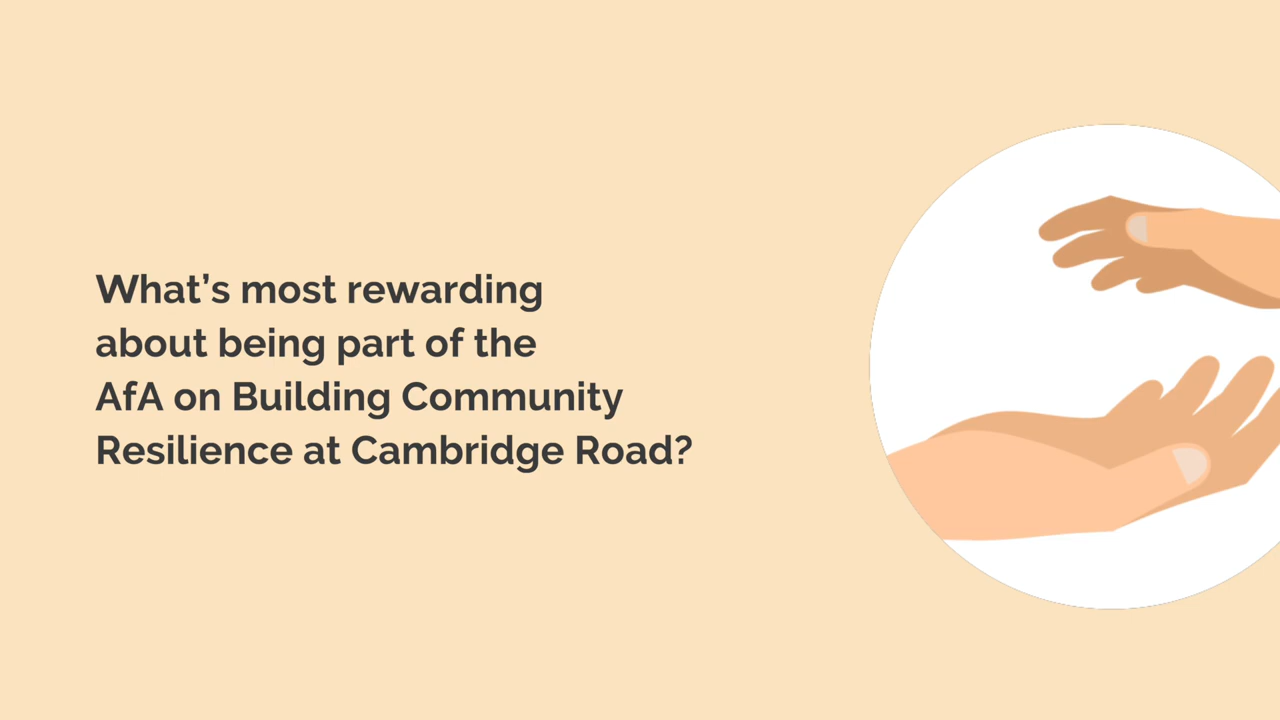 What’s most rewarding
about being part of the
AfA on Building Community
Resilience at Cambridge Road?